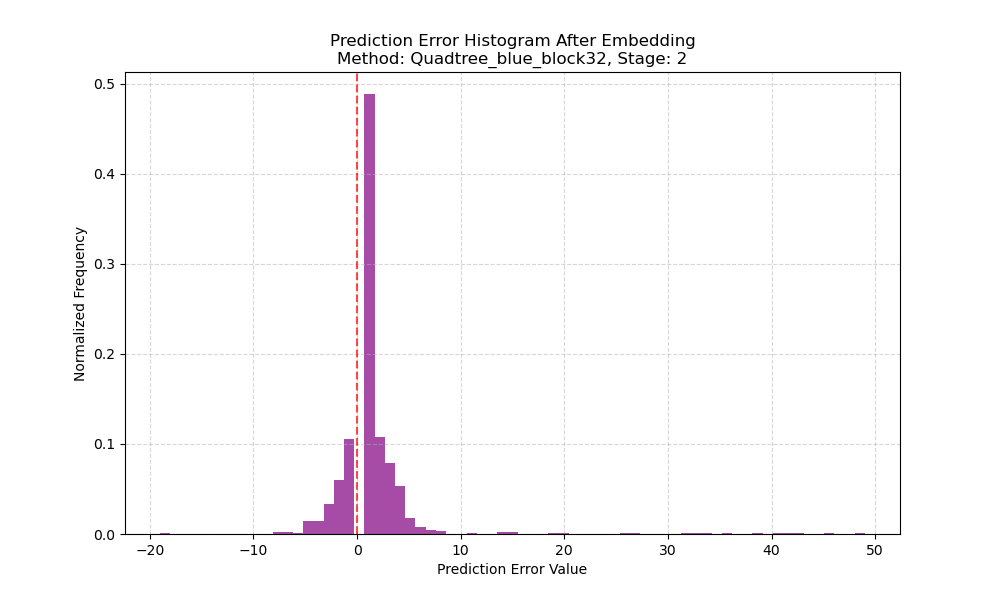 Prediction Error Histogram After Embedding
Method: Quadtree_blue_block32, Stage: 2
Normalized Frequency
0.5
0.4
0.3
0.2
0.1
0.0
−20 −10 0 10 20 30 40 50
Prediction Error Value